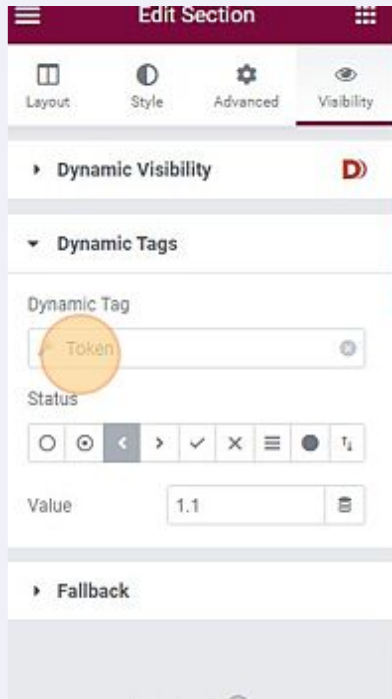 Edit Section
Layout Style Advanced Visibility
Dynamic Visibility
Dynamic Tags
Dynamic Tag
Token
Status
Value 1.1
Fallback